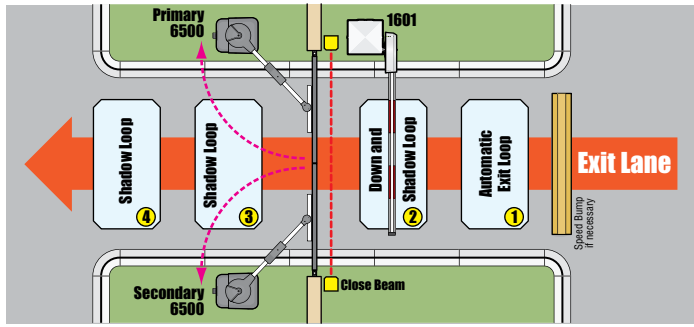 Primary
6500
1601
Shadow Loop
4
Shadow Loop
3
Down and
Shadow Loop
2
Automatic
Exit Loop
1
Speed Bump
if necessary
Exit Lane
Secondary
6500
Close Beam